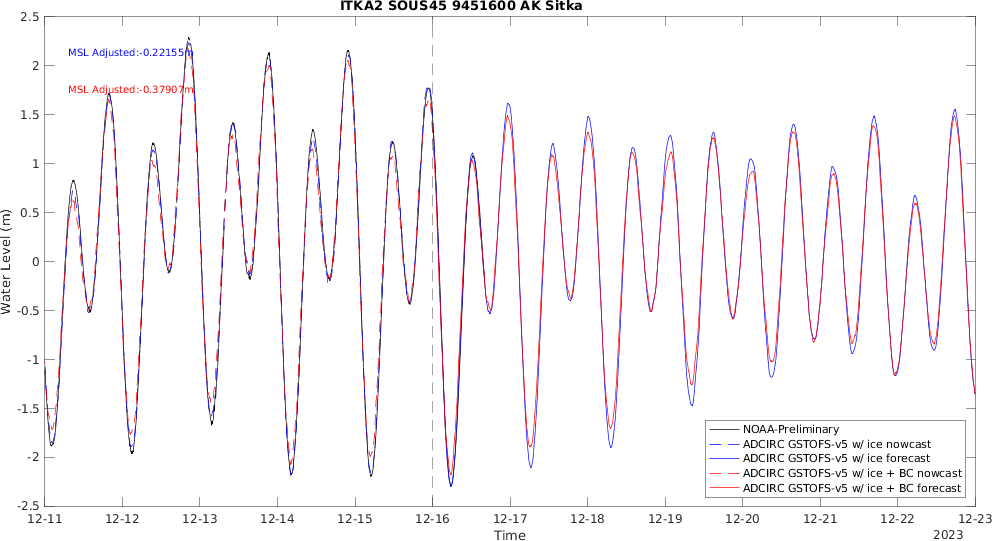 ITKA2 SOUS45 9451600 AK Sitka
MSL Adjusted:-0.22155m
MSL Adjusted:-0.37907m
2.5
2
1.5
1
0.5
0
-0.5
-1
-1.5
-2
-2.5
Water Level (m)
NOAA-Preliminary
ADCIRC GSTOFS-v5 w/ ice nowcast
ADCIRC GSTOFS-v5 w/ ice forecast
ADCIRC GSTOFS-v5 w/ ice + BC nowcast
ADCIRC GSTOFS-v5 w/ ice + BC forecast
12-11 12-12 12-13 12-14 12-15 12-16 12-17 12-18 12-19 12-20 12-21 12-22 12-23
Time
2023